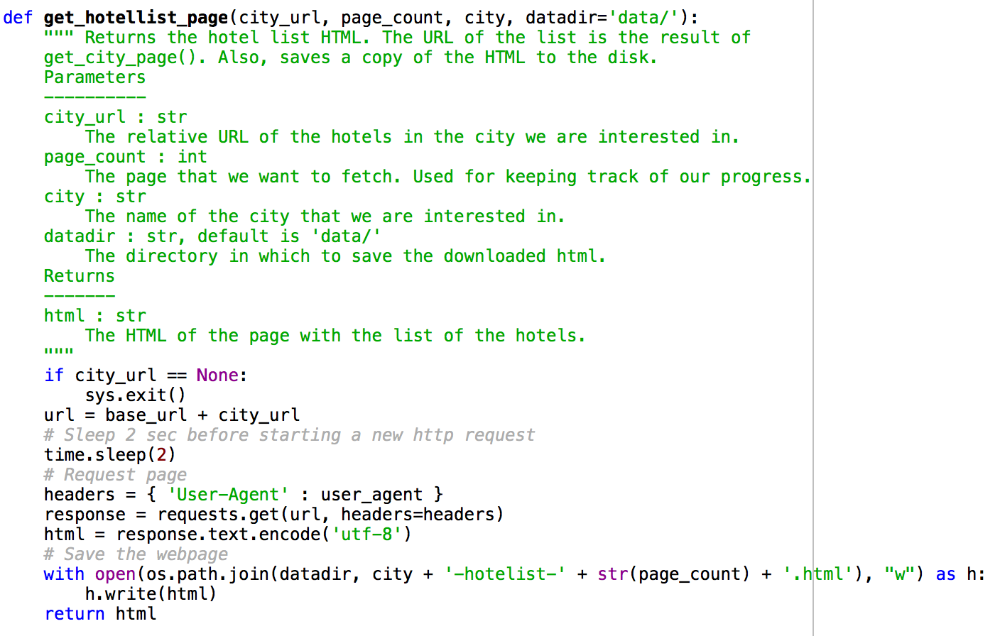 def get_hotellist_page(city_url, page_count, city, datadir='data/'):
    """ Returns the hotel list HTML. The URL of the list is the result of
    get_city_page(). Also, saves a copy of the HTML to the disk.
    Parameters
    ----------
    city_url : str
        The relative URL of the hotels in the city we are interested in.
    page_count : int
        The page that we want to fetch. Used for keeping track of our progress.
    city : str
        The name of the city that we are interested in.
    datadir : str, default is 'data/'
        The directory in which to save the downloaded html.
    Returns
    -------
    html : str
        The HTML of the page with the list of the hotels.
    """
    if city_url == None:
        sys.exit()
    url = base_url + city_url
    # Sleep 2 sec before starting a new http request
    time.sleep(2)
    # Request page
    headers = { 'User-Agent' : user_agent }
    response = requests.get(url, headers=headers)
    html = response.text.encode('utf-8')
    # Save the webpage
    with open(os.path.join(datadir, city + '-hotelist-' + str(page_count) + '.html'), "w") as h:
        h.write(html)
    return html